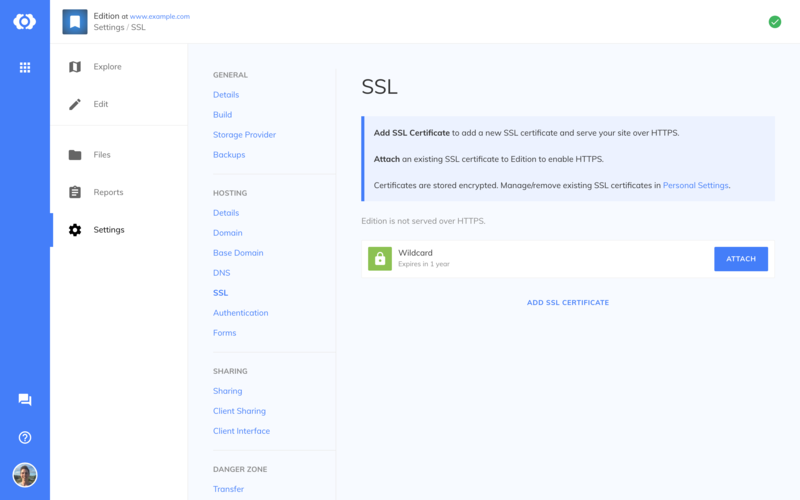 Edition at www.example.com
Settings / SSL
Explore
Edit
Files
Reports
Settings
GENERAL
Details
Build
Storage Provider
Backups
HOSTING
Details
Domain
Base Domain
DNS
SSL
Authentication
Forms
SHARING
Sharing
Client Sharing
Client Interface
DANGER ZONE
Transfer
SSL
Add SSL Certificate to add a new SSL certificate and serve your site over HTTPS.
Attach an existing SSL certificate to Edition to enable HTTPS.
Certificates are stored encrypted. Manage/remove existing SSL certificates in Personal Settings.
Edition is not served over HTTPS.
Wildcard
Expires in 1 year
ATTACH
ADD SSL CERTIFICATE